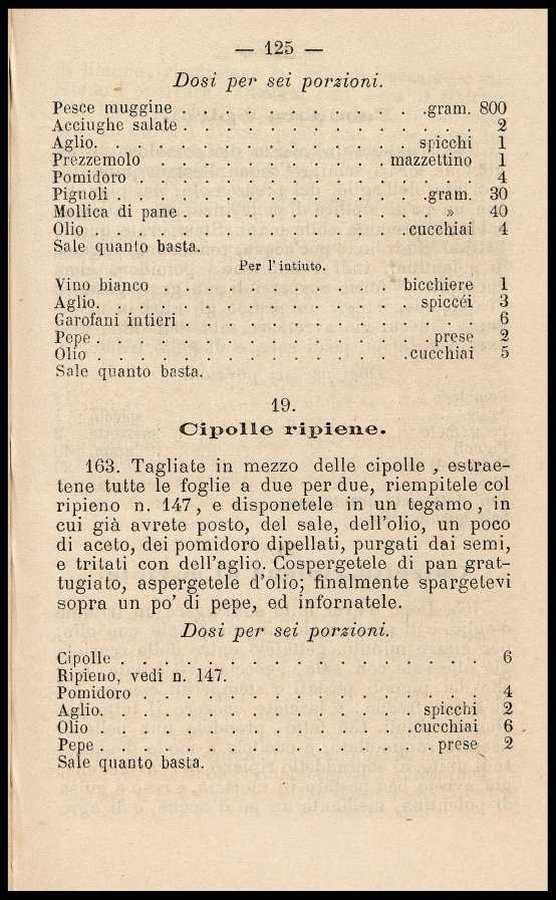 — 125 —
Dosi per sei porzioni.
Pesce muggine . . . . . . . . . . .gram. 800
Acciughe salate . . . . . . . . . . . 2
Aglio. . . . . . . . . . . . spicchi 1
Prezzemolo . . . . . . . . . mazzettino 1
Pomidoro . . . . . . . . . . . . . 4
Pignoli . . . . . . . . . . . .gram. 30
Mollica di pane . . . . . . . . . . » 40
Olio . . . . . . . . . . . .cucchiai 4
Sale quanto basta.
Per l'intinto.
Vino bianco . . . . . . . . . bicchiere 1
Aglio. . . . . . . . . . . . spiccéi 3
Garofani intieri . . . . . . . . . . . 6
Pepe . . . . . . . . . . . . .prese 2
Olio . . . . . . . . . . . .cucchiai 5
Sale quanto basta.
19.
Cipolle ripiene.
163. Tagliate in mezzo delle cipolle , estrae-
tene tutte le foglie a due per due, riempitele col
ripieno n. 147 , e disponetele in un tegamo , in
cui già avrete posto, del sale, dell'olio, un poco
di aceto, dei pomidoro dipellati, purgati dai semi,
e tritati con dell'aglio. Cospergetele di pan grat-
tugiato, aspergetele d'olio; finalmente spargetevi
sopra un po' di pepe, ed infornatele.
Dosi per sei porzioni.
Cipolle . . . . . . . . . . . . . . 6
Ripieno, vedi n. 147.
Pomidoro . . . . . . . . . . . . . 4
Aglio. . . . . . . . . . . . spicchi 2
Olio . . . . . . . . . . . .cucchiai 6
Pepe . . . . . . . . . . . . prese 2
Sale quanto basta.